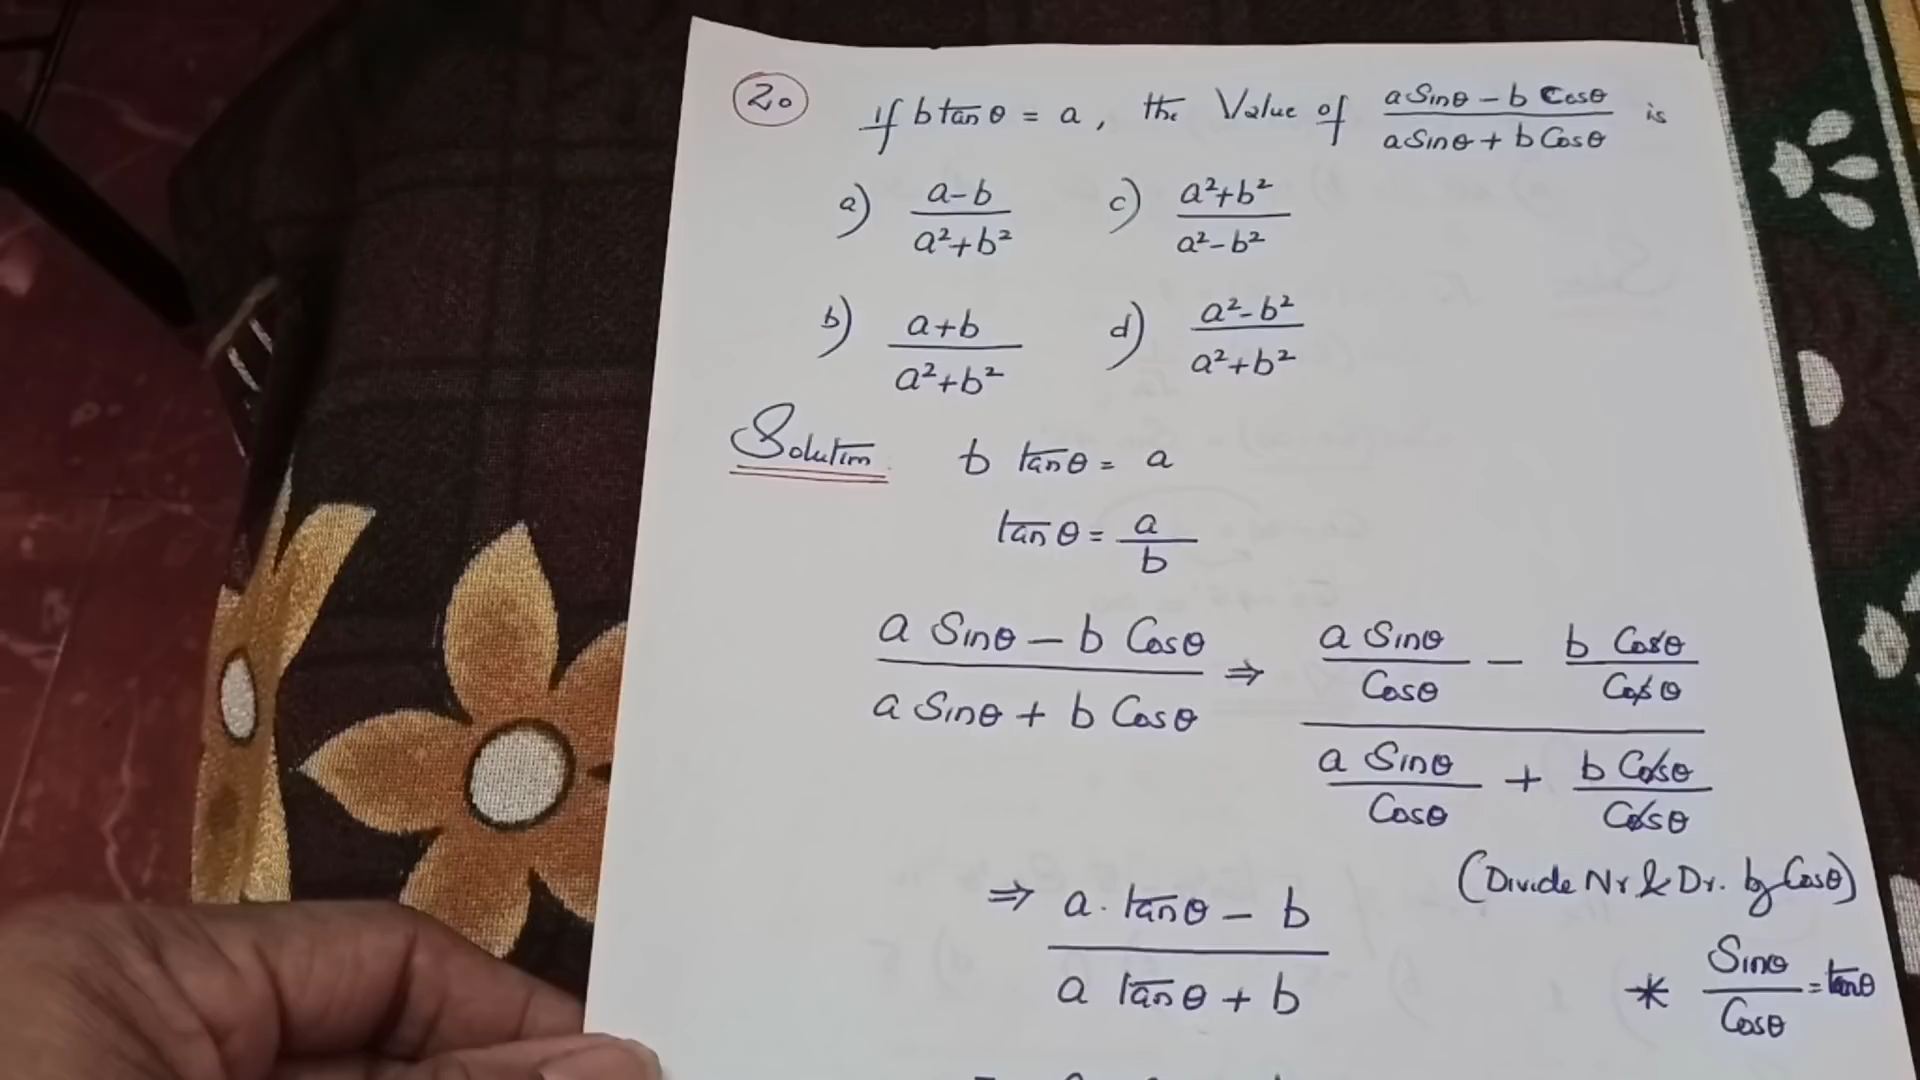 20 If b tan θ = a, the Value of (a Sinθ − b Cosθ)/(a Sinθ + b Cosθ) is
a) (a−b)/(a²+b²) c) (a²+b²)/(a²−b²)
b) (a+b)/(a²+b²) d) (a²−b²)/(a²+b²)
Solution b tanθ = a
tanθ = a/b
(a Sinθ − b Cosθ)/(a Sinθ + b Cosθ) ⇒ (a Sinθ/Cosθ − b Cosθ/Cosθ)/(a Sinθ/Cosθ + b Cosθ/Cosθ)
(Divide Nr & Dr. by Cosθ)
⇒ (a · tanθ − b)/(a tanθ + b)
* Sinθ/Cosθ = tanθ